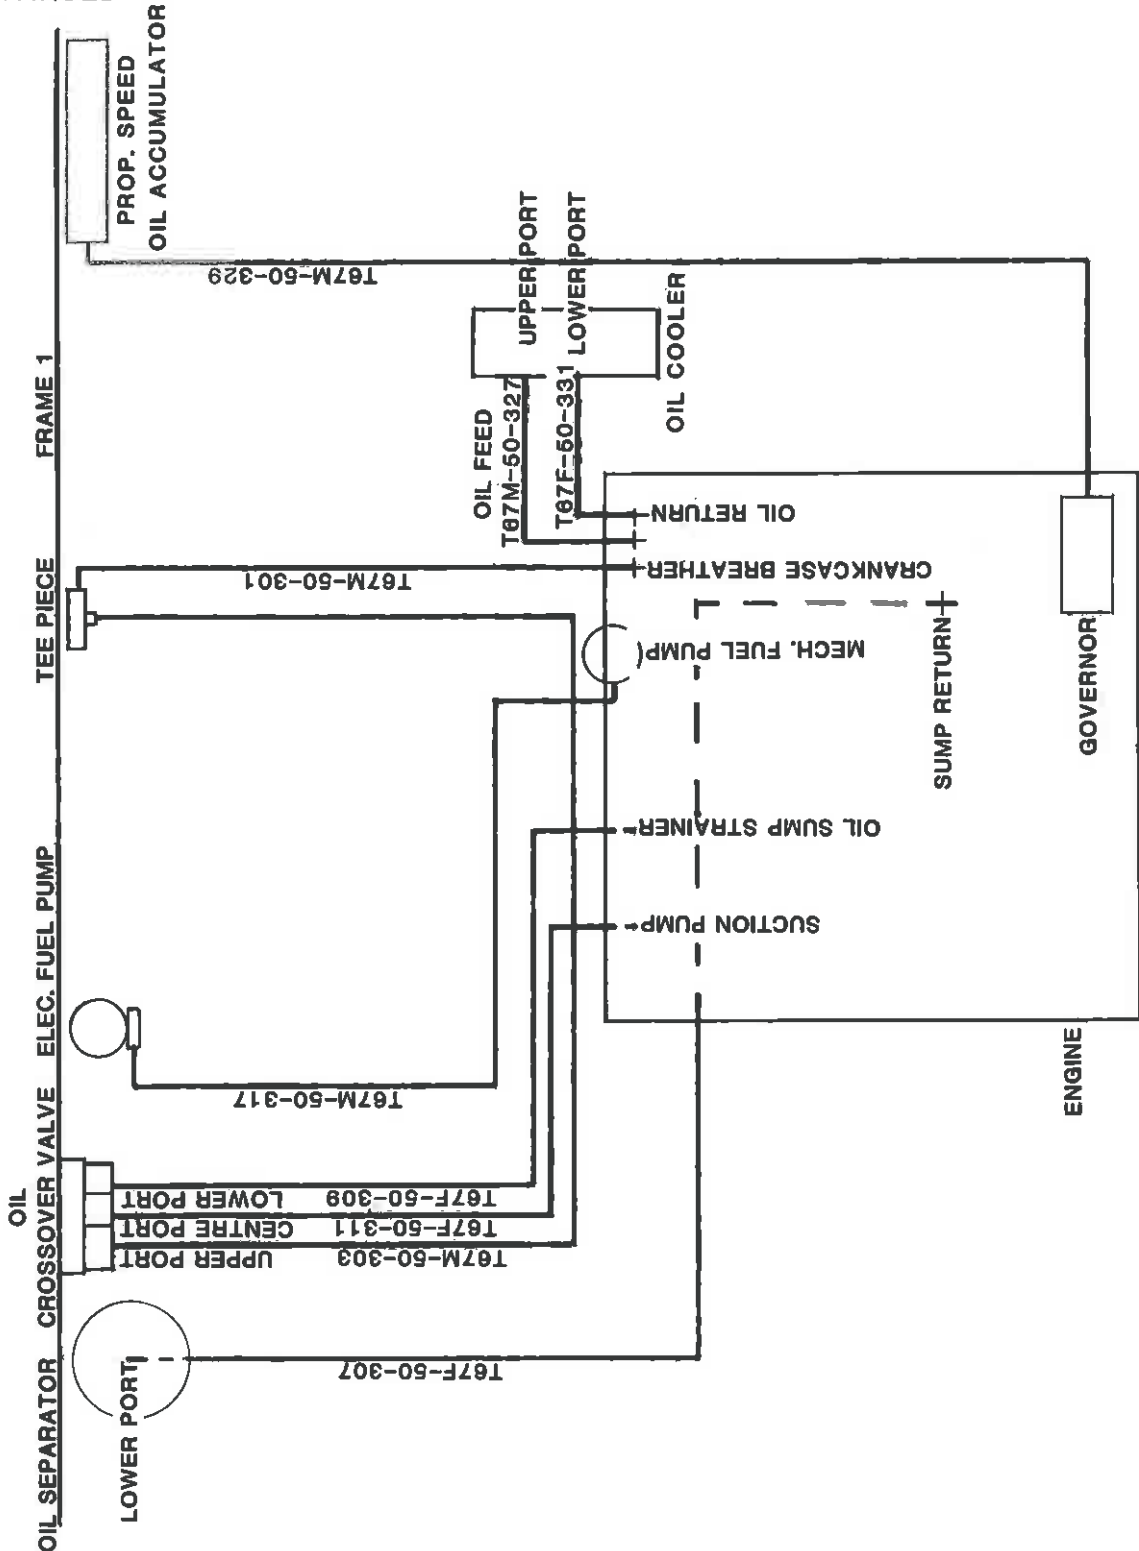 OIL SEPARATOR
OIL
CROSSOVER VALVE
ELEC. FUEL PUMP
TEE PIECE
FRAME 1
PROP. SPEED
OIL ACCUMULATOR
LOWER PORT
T67F-50-307
UPPER PORT T67M-50-303
CENTRE PORT T67F-50-311
LOWER PORT T67F-50-309
T67M-50-317
T67M-50-301
T67M-50-329
OIL FEED
T67M-50-327
T67F-50-331
UPPER PORT
LOWER PORT
OIL COOLER
OIL RETURN
CRANKCASE BREATHER
MECH. FUEL PUMP
OIL SUMP STRAINER
SUCTION PUMP
SUMP RETURN
GOVERNOR
ENGINE